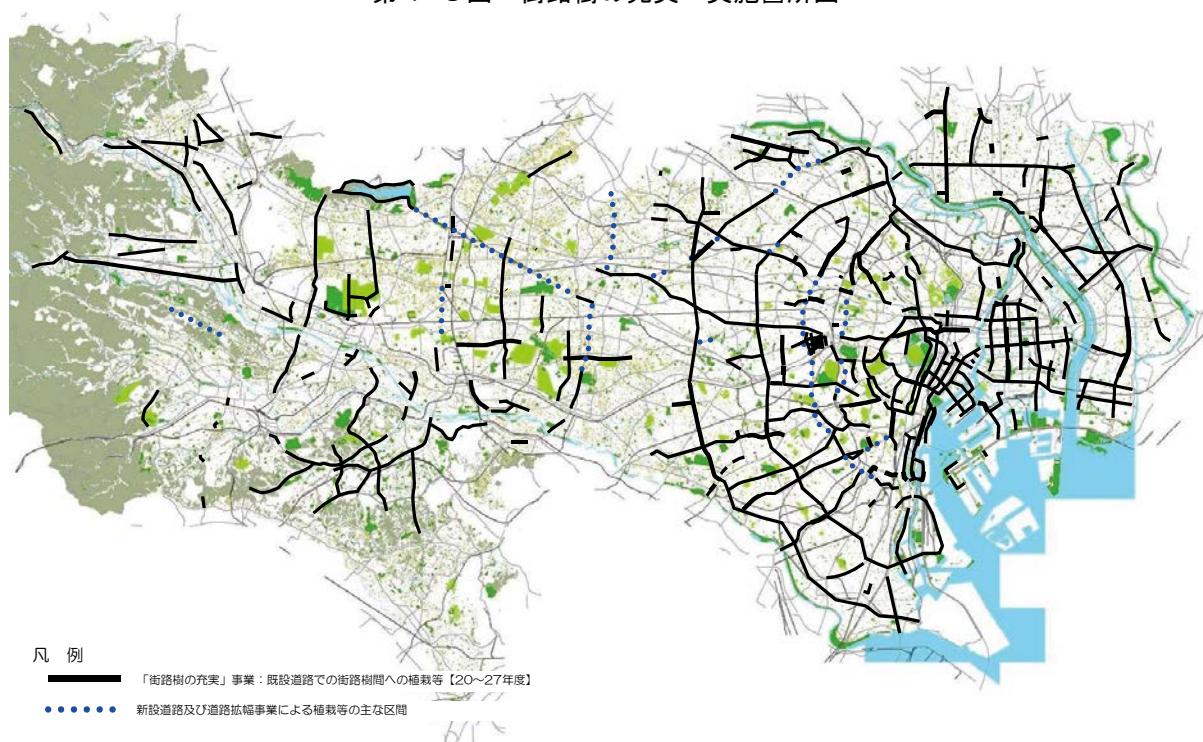 凡 例
「街路樹の充実」事業：既設道路での街路樹間への植栽等【20～27年度】
新設道路及び道路拡幅事業による植栽等の主な区間